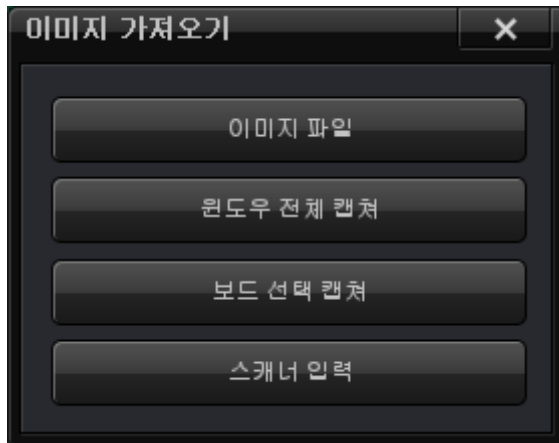 이미지 가져오기
이미지 파일
윈도우 전체 캡쳐
보드 선택 캡쳐
스캐너 입력